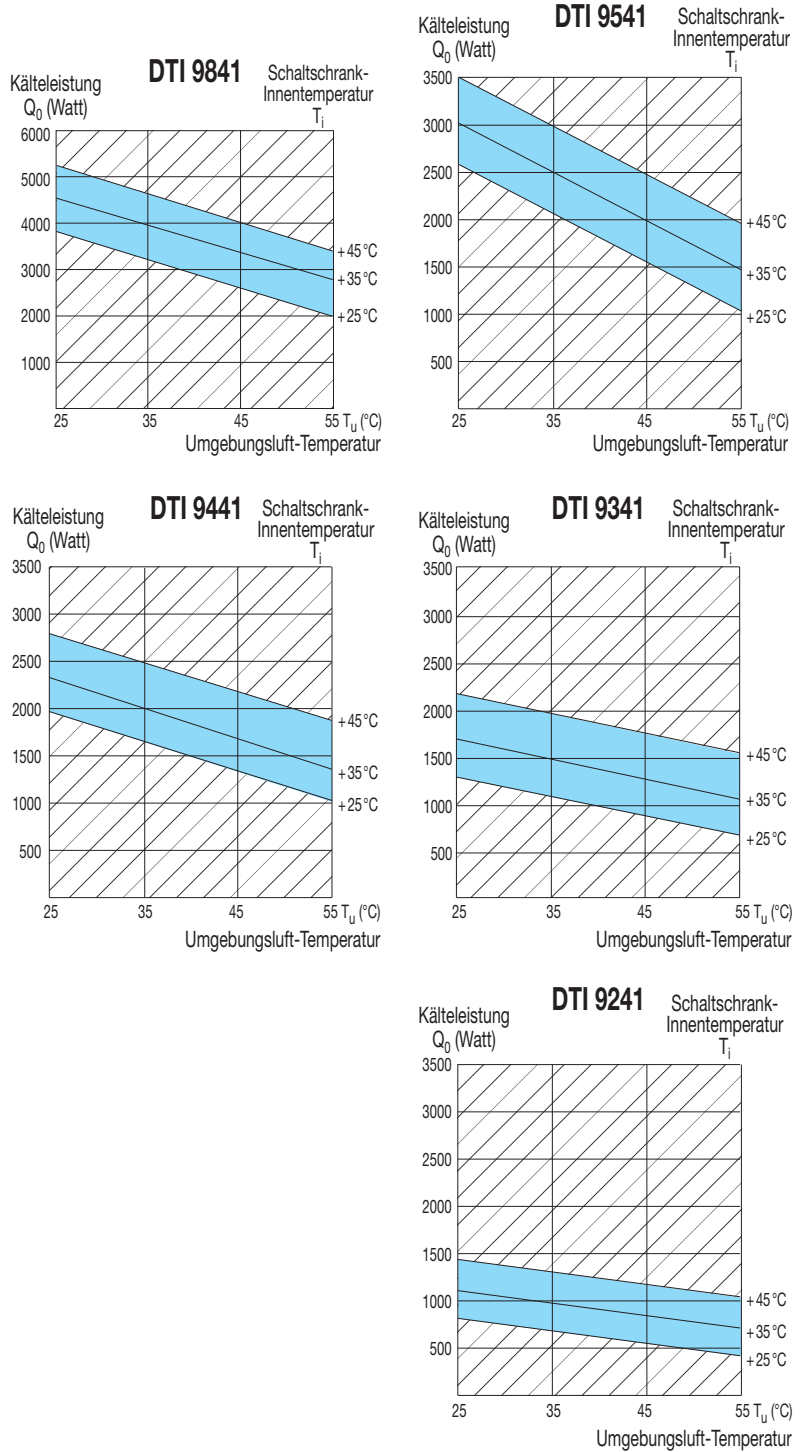 DTI 9841
Kälteleistung
Q₀ (Watt)
Schaltschrank-
Innentemperatur
Tᵢ
6000
5000
4000
3000
2000
1000
+45°C
+35°C
+25°C
25 35 45 55 Tᵤ (°C)
Umgebungsluft-Temperatur
DTI 9541
Kälteleistung
Q₀ (Watt)
Schaltschrank-
Innentemperatur
Tᵢ
3500
3000
2500
2000
1500
1000
500
+45°C
+35°C
+25°C
25 35 45 55 Tᵤ (°C)
Umgebungsluft-Temperatur
DTI 9441
Kälteleistung
Q₀ (Watt)
Schaltschrank-
Innentemperatur
Tᵢ
3500
3000
2500
2000
1500
1000
500
+45°C
+35°C
+25°C
25 35 45 55 Tᵤ (°C)
Umgebungsluft-Temperatur
DTI 9341
Kälteleistung
Q₀ (Watt)
Schaltschrank-
Innentemperatur
Tᵢ
3500
3000
2500
2000
1500
1000
500
+45°C
+35°C
+25°C
25 35 45 55 Tᵤ (°C)
Umgebungsluft-Temperatur
DTI 9241
Kälteleistung
Q₀ (Watt)
Schaltschrank-
Innentemperatur
Tᵢ
3500
3000
2500
2000
1500
1000
500
+45°C
+35°C
+25°C
25 35 45 55 Tᵤ (°C)
Umgebungsluft-Temperatur